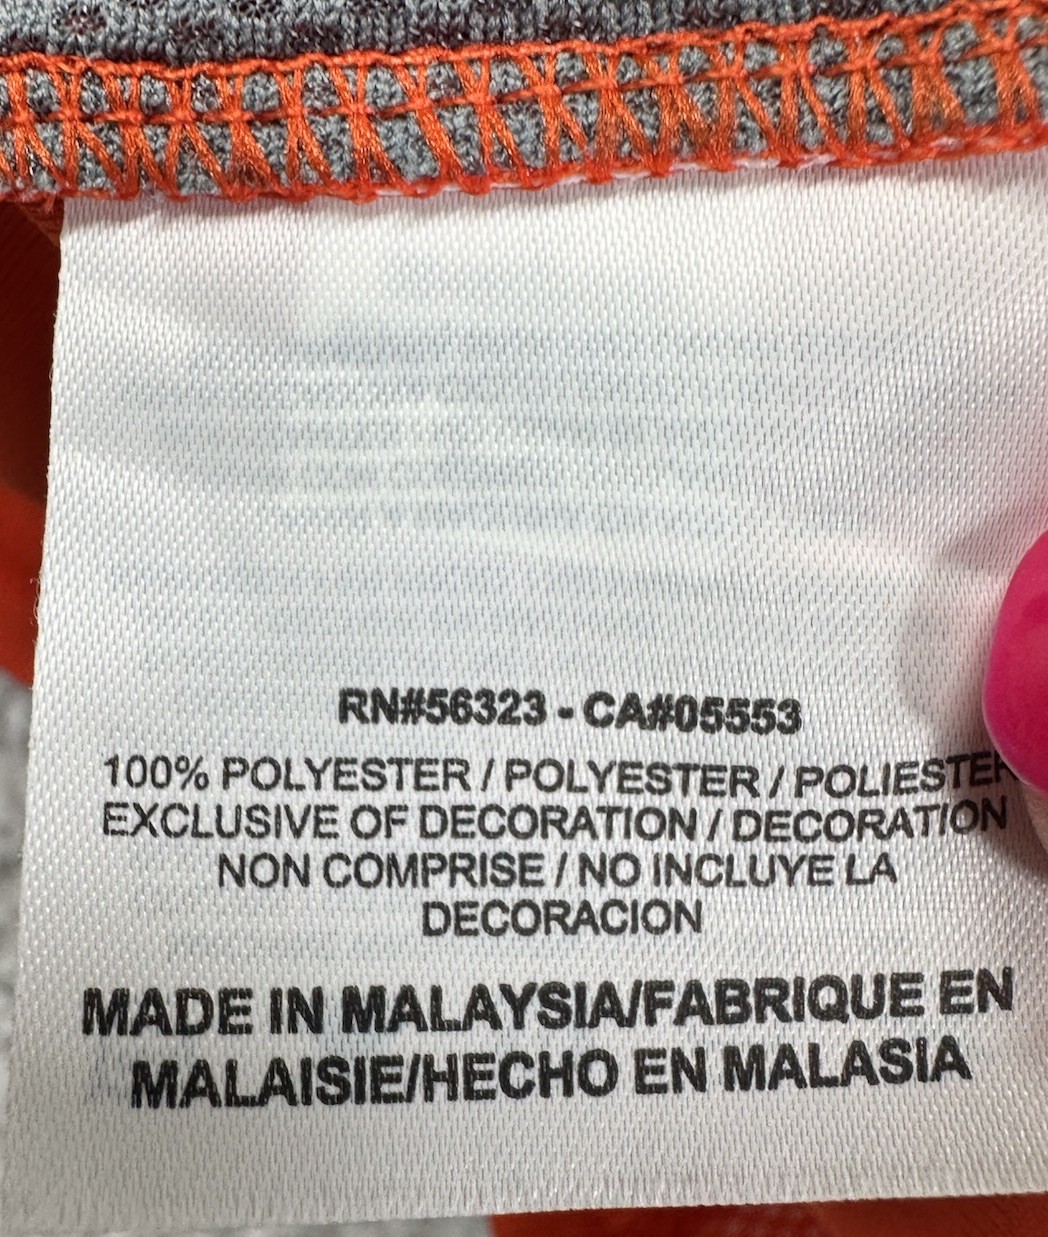 RN#56323 - CA#05553
100% POLYESTER / POLYESTER / POLIESTER
EXCLUSIVE OF DECORATION / DECORATION
NON COMPRISE / NO INCLUYE LA
DECORACION
MADE IN MALAYSIA/FABRIQUE EN
MALAISIE/HECHO EN MALASIA